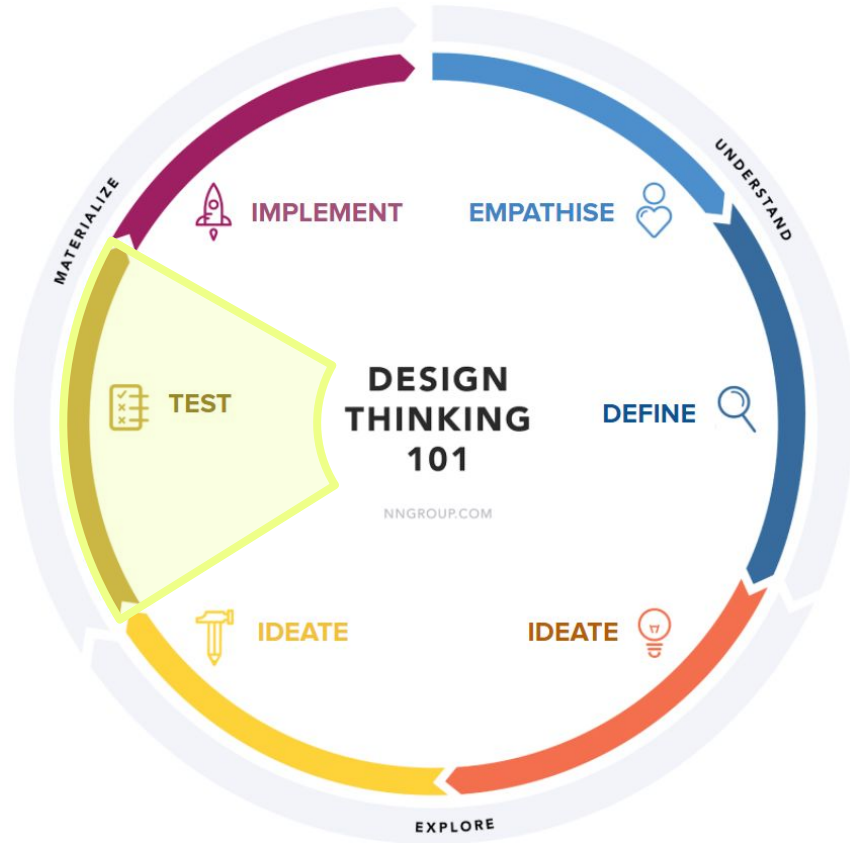 UNDERSTAND
MATERIALIZE
IMPLEMENT
EMPATHISE
DESIGN
THINKING
101
TEST
DEFINE
NNGROUP.COM
IDEATE
IDEATE
EXPLORE